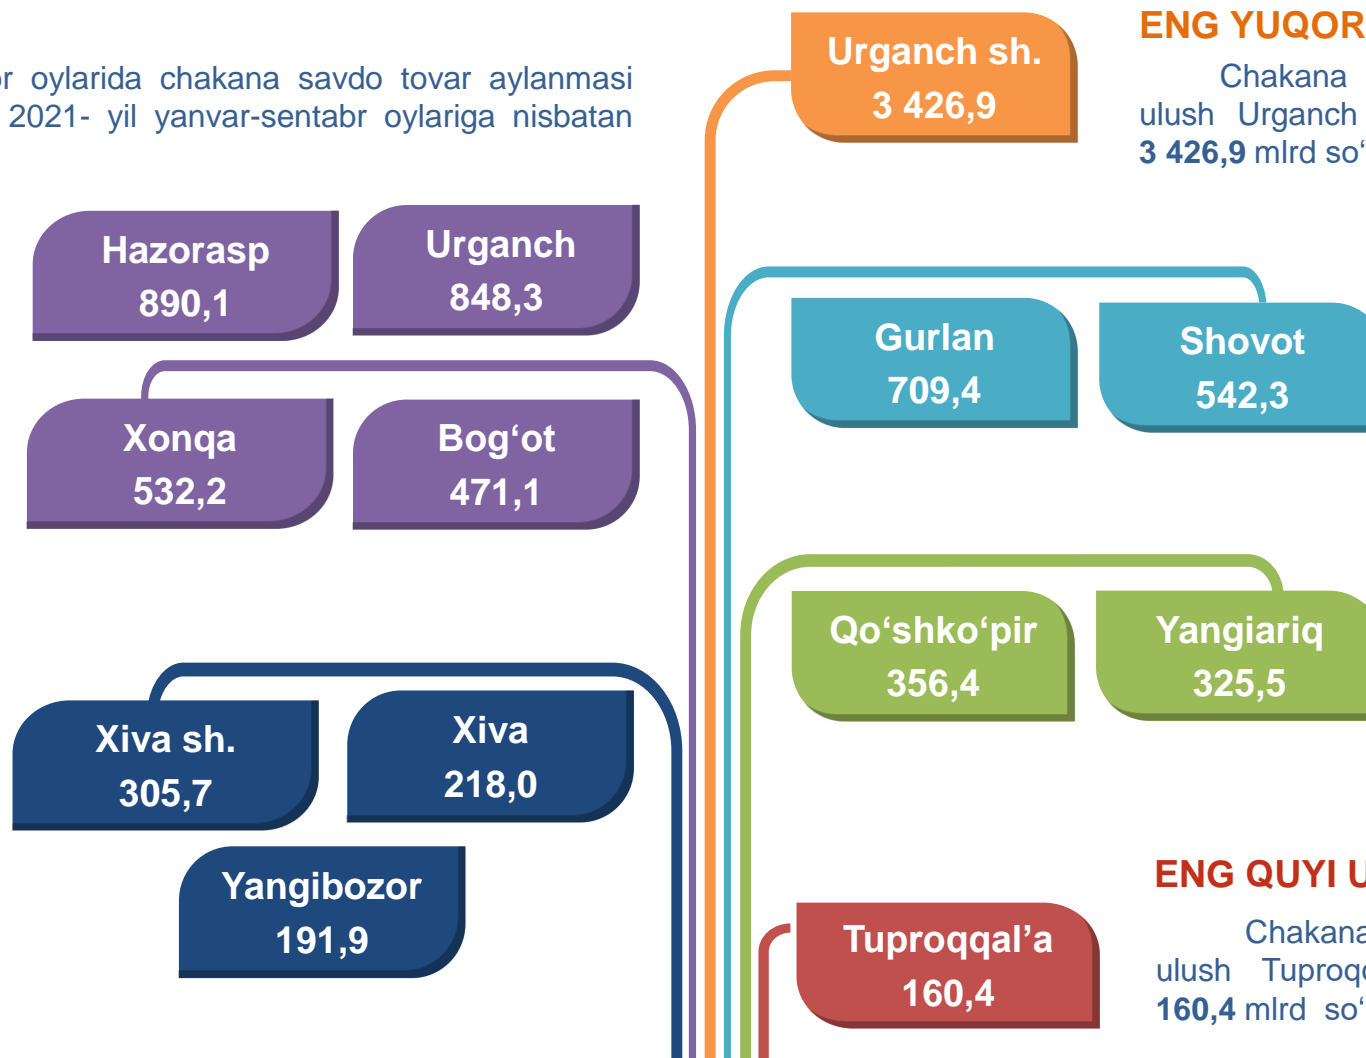 or oylarida chakana savdo tovar aylanmasi
2021- yil yanvar-sentabr oylariga nisbatan
Urganch sh.
3 426,9
ENG YUQOR
Chakana
ulush Urganch
3 426,9 mlrd so‘
Hazorasp
890,1
Urganch
848,3
Xonqa
532,2
Bog‘ot
471,1
Gurlan
709,4
Shovot
542,3
Qo‘shko‘pir
356,4
Yangiariq
325,5
Xiva sh.
305,7
Xiva
218,0
Yangibozor
191,9
Tuproqqal’a
160,4
ENG QUYI U
Chakana
ulush Tuproqq
160,4 mlrd so‘